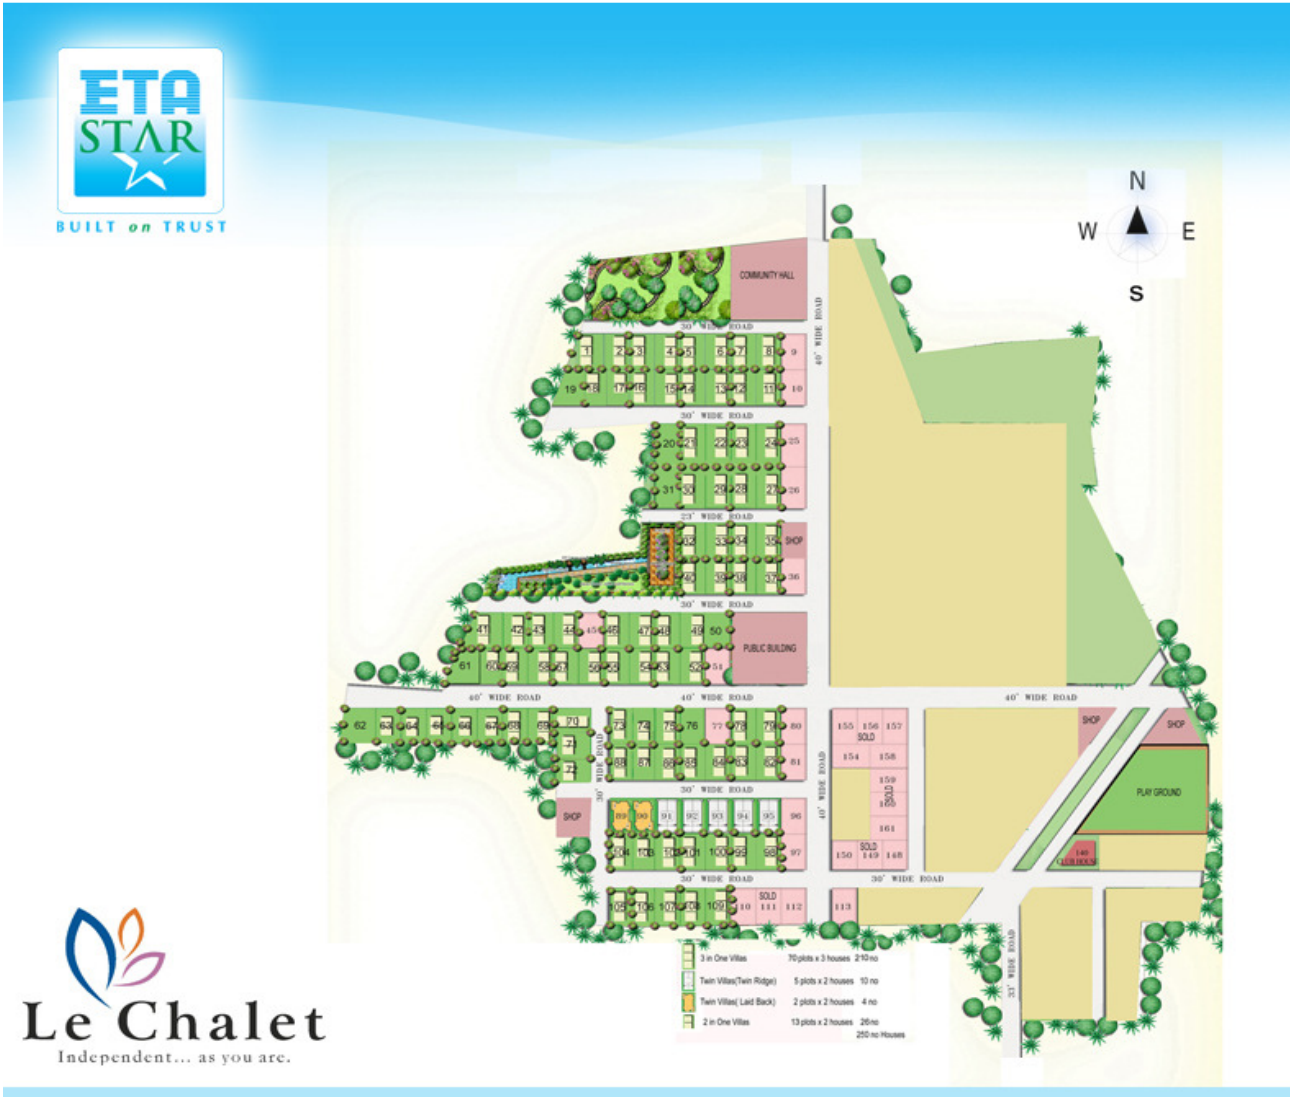 ETA
STAR
BUILT on TRUST
N
W E
S
COMMUNITY HALL
30' WIDE ROAD
40' WIDE ROAD
1 2 3 4 5 6 7 8 9
19 18 17 16 15 14 13 12 11 10
30' WIDE ROAD
20 21 22 23 24 25
31 30 29 28 27 26
23' WIDE ROAD
32 33 34 35 SHOP
40 39 38 37 36
30' WIDE ROAD
41 42 43 44 45 46 47 48 49 50
PUBLIC BUILDING
61 60 59 58 57 56 55 54 53 52 51
40' WIDE ROAD 40' WIDE ROAD 40' WIDE ROAD
62 63 64 65 66 67 68 69 70 73 74 75 76 77 78 79 80
155 156 157
SOLD
SHOP SHOP
71
72
30' WIDE ROAD
88 87 86 85 84 83 82 81
154 158
40' WIDE ROAD
159
SOLD
160
161
30' WIDE ROAD
PLAY GROUND
SHOP
89 90 91 92 93 94 95 96
104 103 102 101 100 99 98 97
SOLD
150 149 148
140
CLUB HOUSE
30' WIDE ROAD 30' WIDE ROAD
105 106 107 108 109 110 111 112 113
SOLD
33' WIDE ROAD
3 in One Villas 70 plots x 3 houses 210 no
Twin Villas(Twin Ridge) 5 plots x 2 houses 10 no
Twin Villas( Laid Back) 2 plots x 2 houses 4 no
2 in One Villas 13 plots x 2 houses 26 no
250 no Houses
Le Chalet
Independent... as you are.